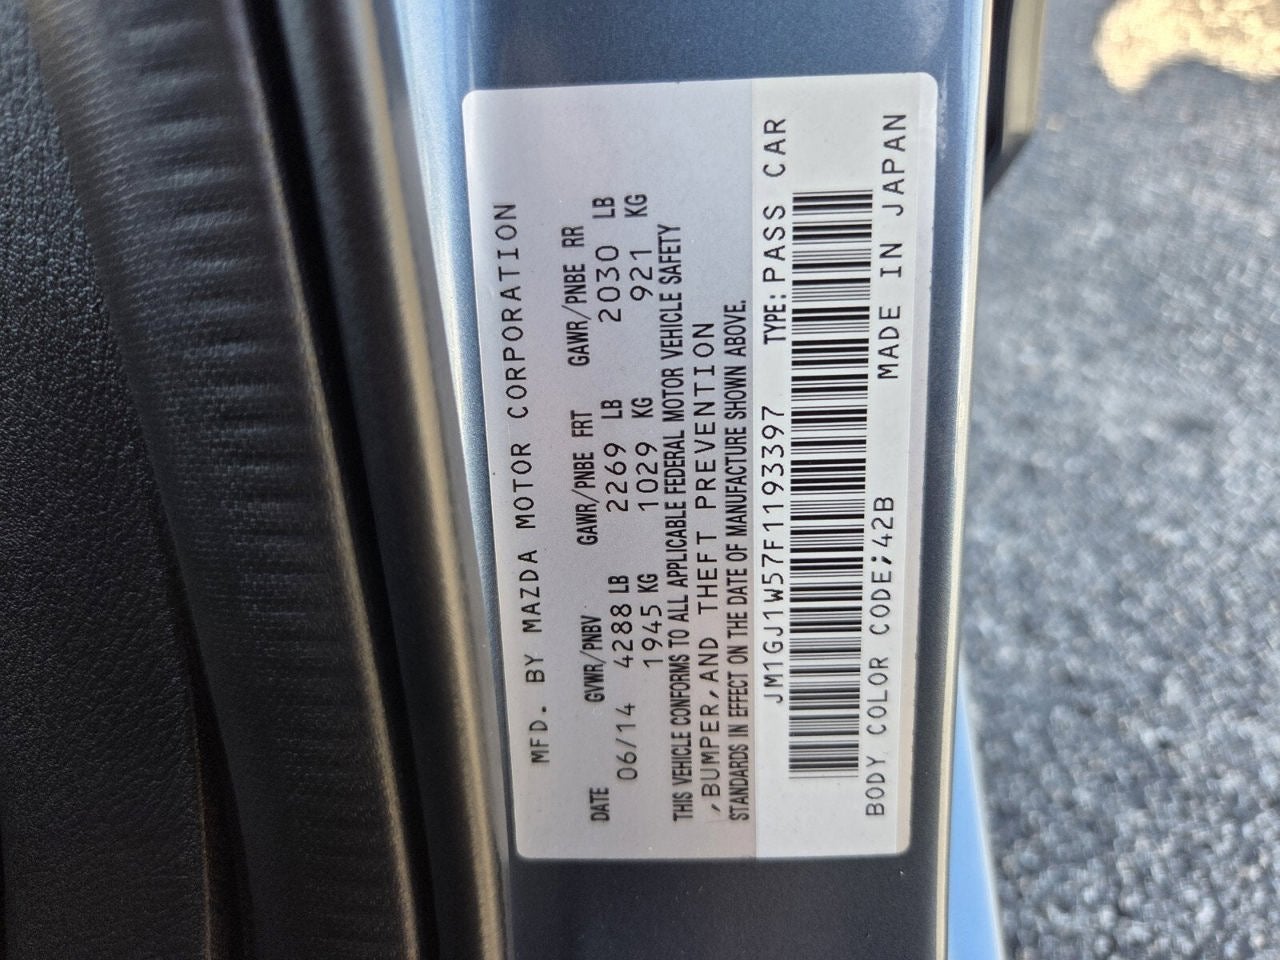 MFD. BY MAZDA MOTOR CORPORATION
DATE GVWR/PNBV GAWR/PNBE FRT GAWR/PNBE RR
06/14 4288 LB 2269 LB 2030 LB
1945 KG 1029 KG 921 KG
THIS VEHICLE CONFORMS TO ALL APPLICABLE FEDERAL MOTOR VEHICLE SAFETY
,BUMPER,AND THEFT PREVENTION
STANDARDS IN EFFECT ON THE DATE OF MANUFACTURE SHOWN ABOVE.
JM1GJ1W57F1193397 TYPE: PASS CAR
BODY COLOR CODE;42B MADE IN JAPAN